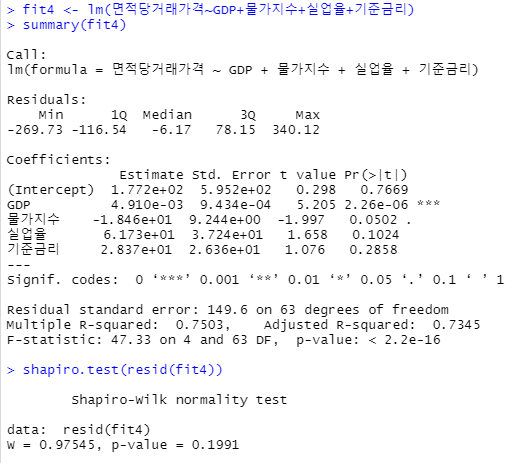 > fit4 <- lm(면적당거래가격~GDP+물가지수+실업율+기준금리)
> summary(fit4)

Call:
lm(formula = 면적당거래가격 ~ GDP + 물가지수 + 실업율 + 기준금리)

Residuals:
    Min      1Q  Median      3Q     Max
-269.73 -116.54   -6.17   78.15  340.12

Coefficients:
              Estimate Std. Error t value Pr(>|t|)
(Intercept)  1.772e+02  5.952e+02   0.298   0.7669
GDP          4.910e-03  9.434e-04   5.205 2.26e-06 ***
물가지수    -1.846e+01  9.244e+00  -1.997   0.0502 .
실업율       6.173e+01  3.724e+01   1.658   0.1024
기준금리     2.837e+01  2.636e+01   1.076   0.2858
---
Signif. codes:  0 ‘***’ 0.001 ‘**’ 0.01 ‘*’ 0.05 ‘.’ 0.1 ‘ ’ 1

Residual standard error: 149.6 on 63 degrees of freedom
Multiple R-squared:  0.7503,    Adjusted R-squared:  0.7345
F-statistic: 47.33 on 4 and 63 DF,  p-value: < 2.2e-16

> shapiro.test(resid(fit4))

        Shapiro-Wilk normality test

data:  resid(fit4)
W = 0.97545, p-value = 0.1991